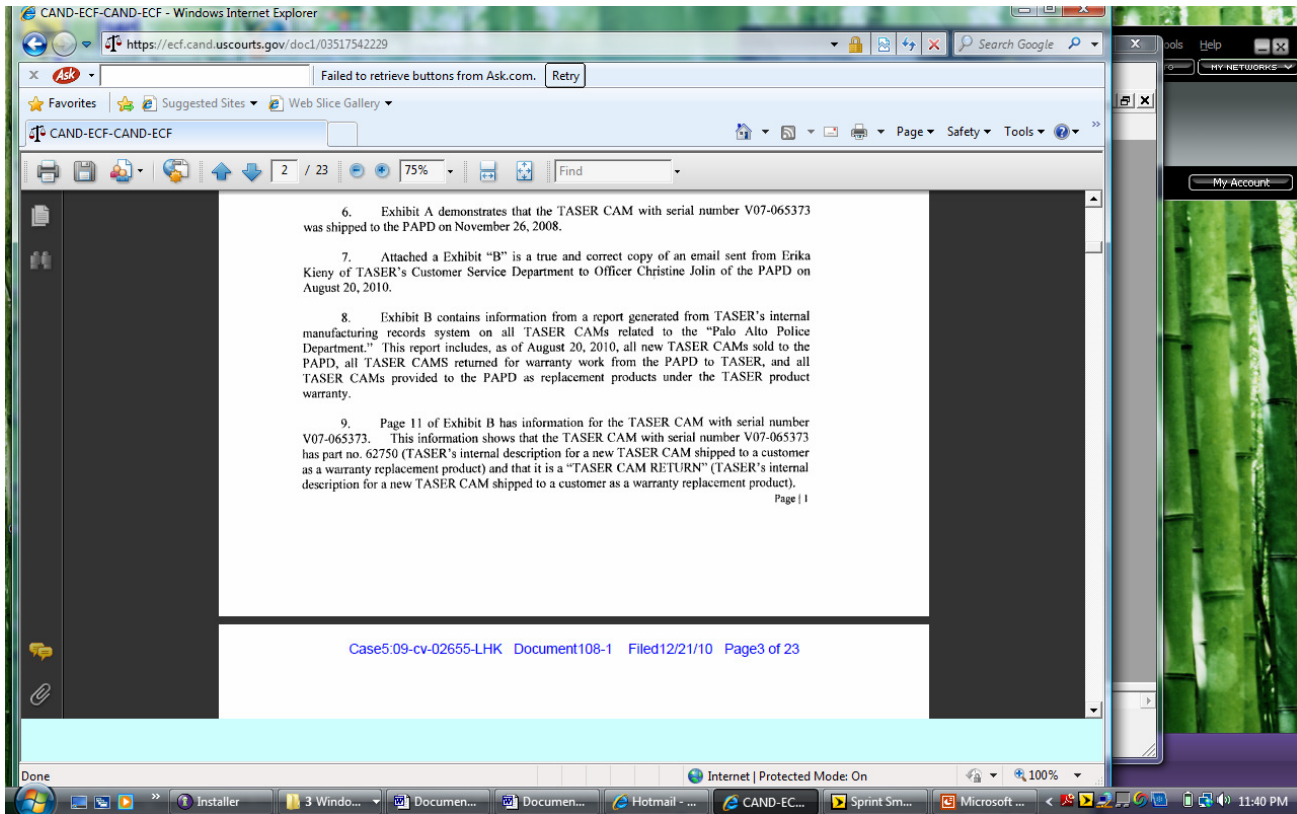 CAND-ECF-CAND-ECF - Windows Internet Explorer
https://ecf.cand.uscourts.gov/doc1/03517542229
Search Google
ools Help
MY NETWORKS
x Ask
Failed to retrieve buttons from Ask.com. Retry
Favorites Suggested Sites Web Slice Gallery
CAND-ECF-CAND-ECF
Page Safety Tools
2 / 23 75% Find
My Account
6. Exhibit A demonstrates that the TASER CAM with serial number V07-065373
was shipped to the PAPD on November 26, 2008.
7. Attached a Exhibit “B” is a true and correct copy of an email sent from Erika
Kieny of TASER’s Customer Service Department to Officer Christine Jolin of the PAPD on
August 20, 2010.
8. Exhibit B contains information from a report generated from TASER’s internal
manufacturing records system on all TASER CAMs related to the “Palo Alto Police
Department.” This report includes, as of August 20, 2010, all new TASER CAMs sold to the
PAPD, all TASER CAMS returned for warranty work from the PAPD to TASER, and all
TASER CAMs provided to the PAPD as replacement products under the TASER product
warranty.
9. Page 11 of Exhibit B has information for the TASER CAM with serial number
V07-065373. This information shows that the TASER CAM with serial number V07-065373
has part no. 62750 (TASER’s internal description for a new TASER CAM shipped to a customer
as a warranty replacement product) and that it is a “TASER CAM RETURN” (TASER’s internal
description for a new TASER CAM shipped to a customer as a warranty replacement product).
Page | 1
Case5:09-cv-02655-LHK Document108-1 Filed12/21/10 Page3 of 23
Done
Internet | Protected Mode: On
100%
Installer 3 Windo... Documen... Documen... Hotmail - ... CAND-EC... Sprint Sm... Microsoft ... 11:40 PM